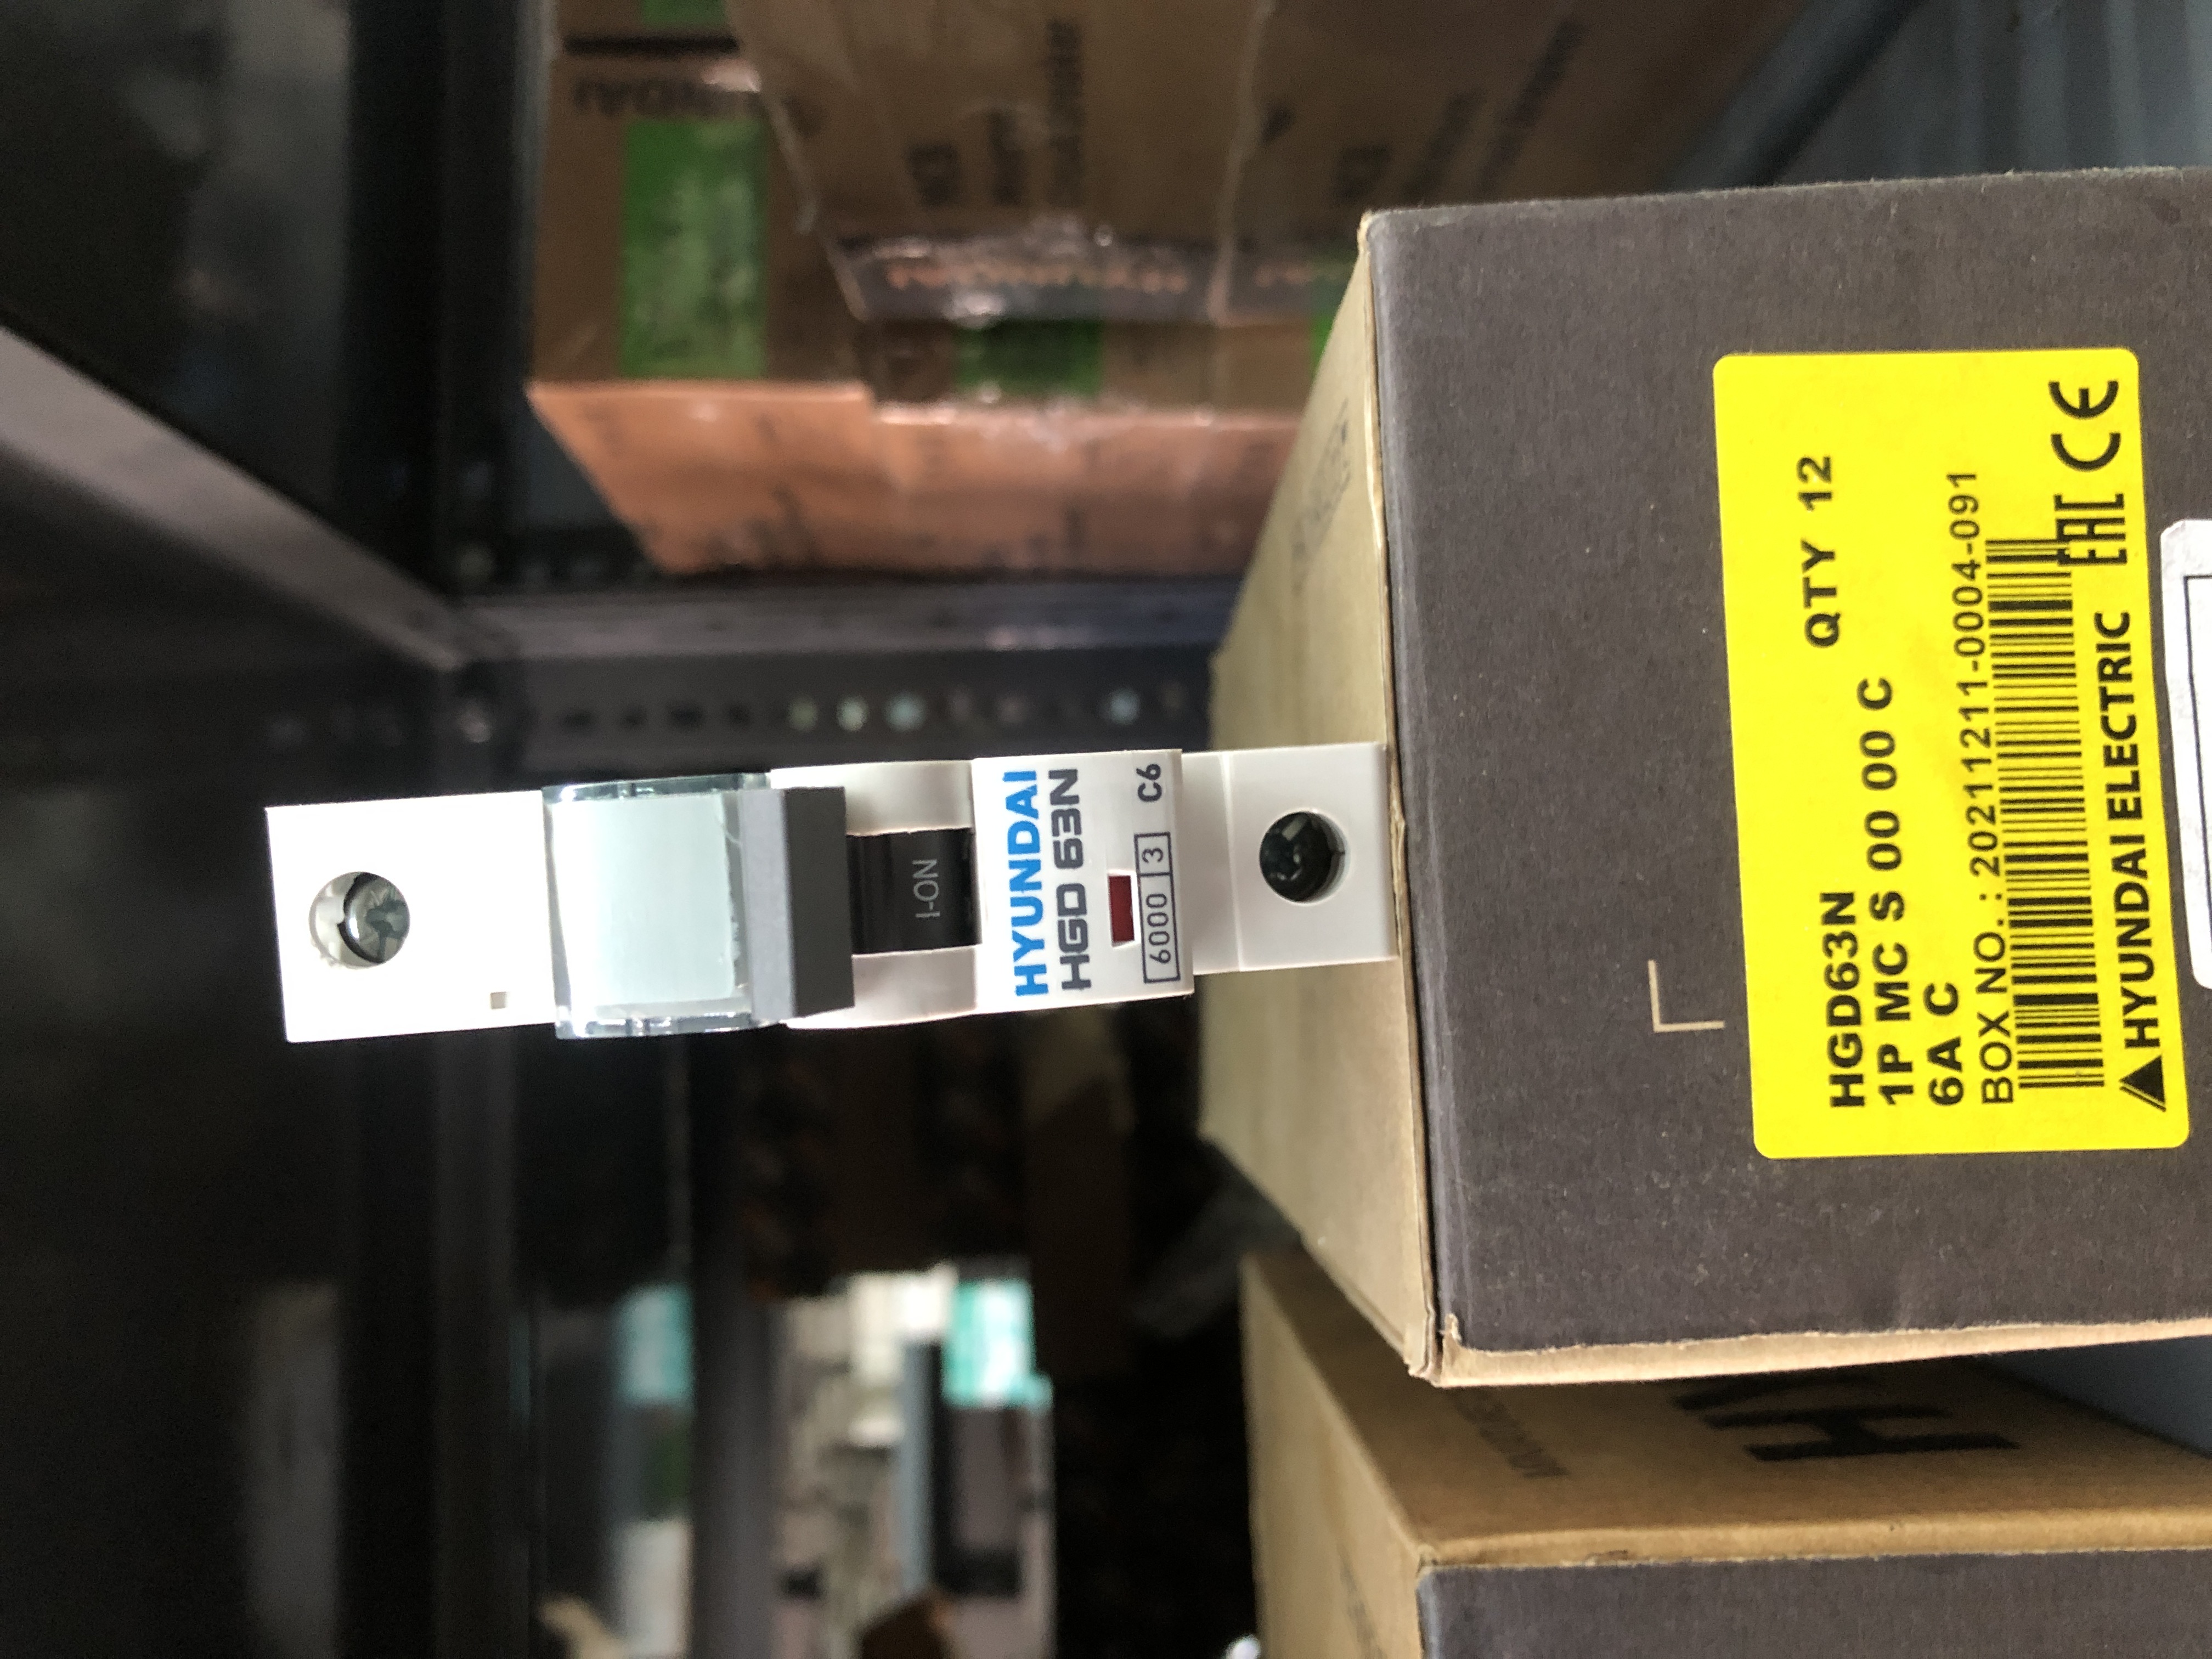 HYUNDAI
HGD 63N
6000 3 C6
I-ON
HGD63N QTY 12
1P MC S 00 00 C
6A C
BOX NO. : 20211211-0004-091
HYUNDAI ELECTRIC EAC CE
H